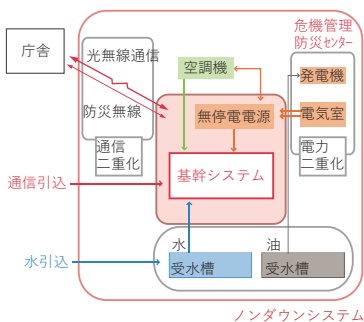 危機管理
防災センター
庁舎
光無線通信
空調機
発電機
防災無線
無停電電源
電気室
通信
二重化
電力
二重化
基幹システム
通信引込
水
油
水引込
受水槽
受水槽
ノンダウンシステム